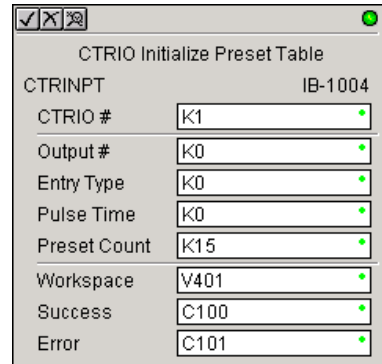 CTRIO Initialize Preset Table
CTRINPT IB-1004
CTRIO # K1
Output # K0
Entry Type K0
Pulse Time K0
Preset Count K15
Workspace V401
Success C100
Error C101